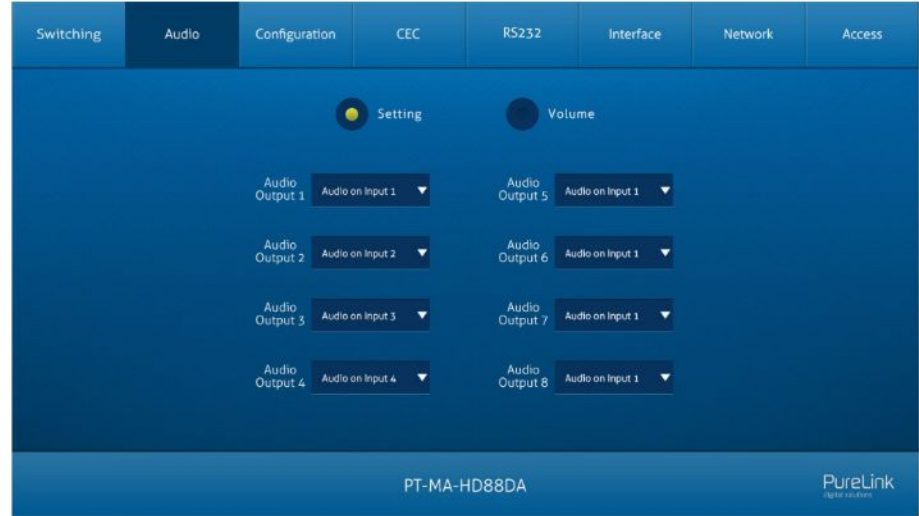 Switching Audio Configuration CEC RS232 Interface Network Access
Setting Volume
Audio
Output 1 Audio on Input 1
Audio
Output 5 Audio on Input 1
Audio
Output 2 Audio on Input 2
Audio
Output 6 Audio on Input 1
Audio
Output 3 Audio on Input 3
Audio
Output 7 Audio on Input 1
Audio
Output 4 Audio on Input 4
Audio
Output 8 Audio on Input 1
PT-MA-HD88DA
PureLink
digital solutions